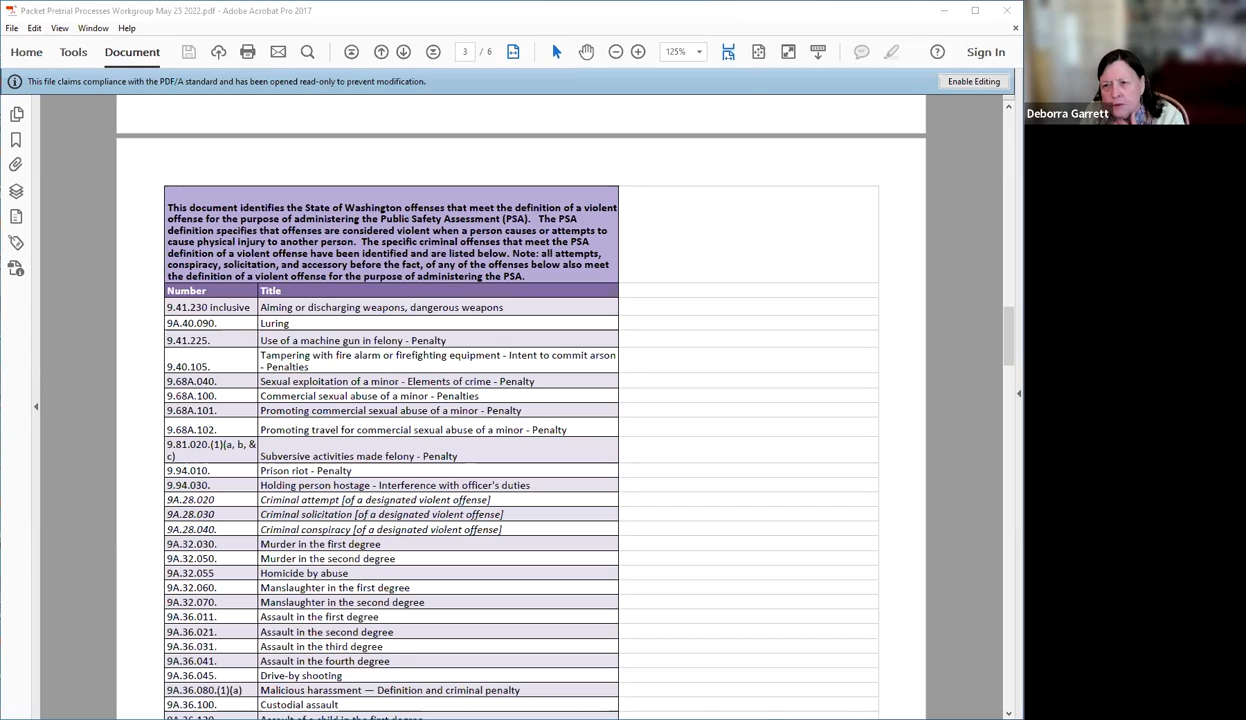 Packet Pretrial Processes Workgroup May 25 2022.pdf - Adobe Acrobat Pro 2017
File Edit View Window Help
Home Tools Document 3 / 6 125% Sign In
This file claims compliance with the PDF/A standard and has been opened read-only to prevent modification. Enable Editing
Deborra Garrett
This document identifies the State of Washington offenses that meet the definition of a violent
offense for the purpose of administering the Public Safety Assessment (PSA). The PSA
definition specifies that offenses are considered violent when a person causes or attempts to
cause physical injury to another person. The specific criminal offenses that meet the PSA
definition of a violent offense have been identified and are listed below. Note: all attempts,
conspiracy, solicitation, and accessory before the fact, of any of the offenses below also meet
the definition of a violent offense for the purpose of administering the PSA.
Number Title
9.41.230 inclusive Aiming or discharging weapons, dangerous weapons
9A.40.090. Luring
9.41.225. Use of a machine gun in felony - Penalty
Tampering with fire alarm or firefighting equipment - Intent to commit arson
9.40.105. - Penalties
9.68A.040. Sexual exploitation of a minor - Elements of crime - Penalty
9.68A.100. Commercial sexual abuse of a minor - Penalties
9.68A.101. Promoting commercial sexual abuse of a minor - Penalty
9.68A.102. Promoting travel for commercial sexual abuse of a minor - Penalty
9.81.020.(1)(a, b, &
c) Subversive activities made felony - Penalty
9.94.010. Prison riot - Penalty
9.94.030. Holding person hostage - Interference with officer's duties
9A.28.020 Criminal attempt [of a designated violent offense]
9A.28.030 Criminal solicitation [of a designated violent offense]
9A.28.040. Criminal conspiracy [of a designated violent offense]
9A.32.030. Murder in the first degree
9A.32.050. Murder in the second degree
9A.32.055 Homicide by abuse
9A.32.060. Manslaughter in the first degree
9A.32.070. Manslaughter in the second degree
9A.36.011. Assault in the first degree
9A.36.021. Assault in the second degree
9A.36.031. Assault in the third degree
9A.36.041. Assault in the fourth degree
9A.36.045. Drive-by shooting
9A.36.080.(1)(a) Malicious harassment — Definition and criminal penalty
9A.36.100. Custodial assault